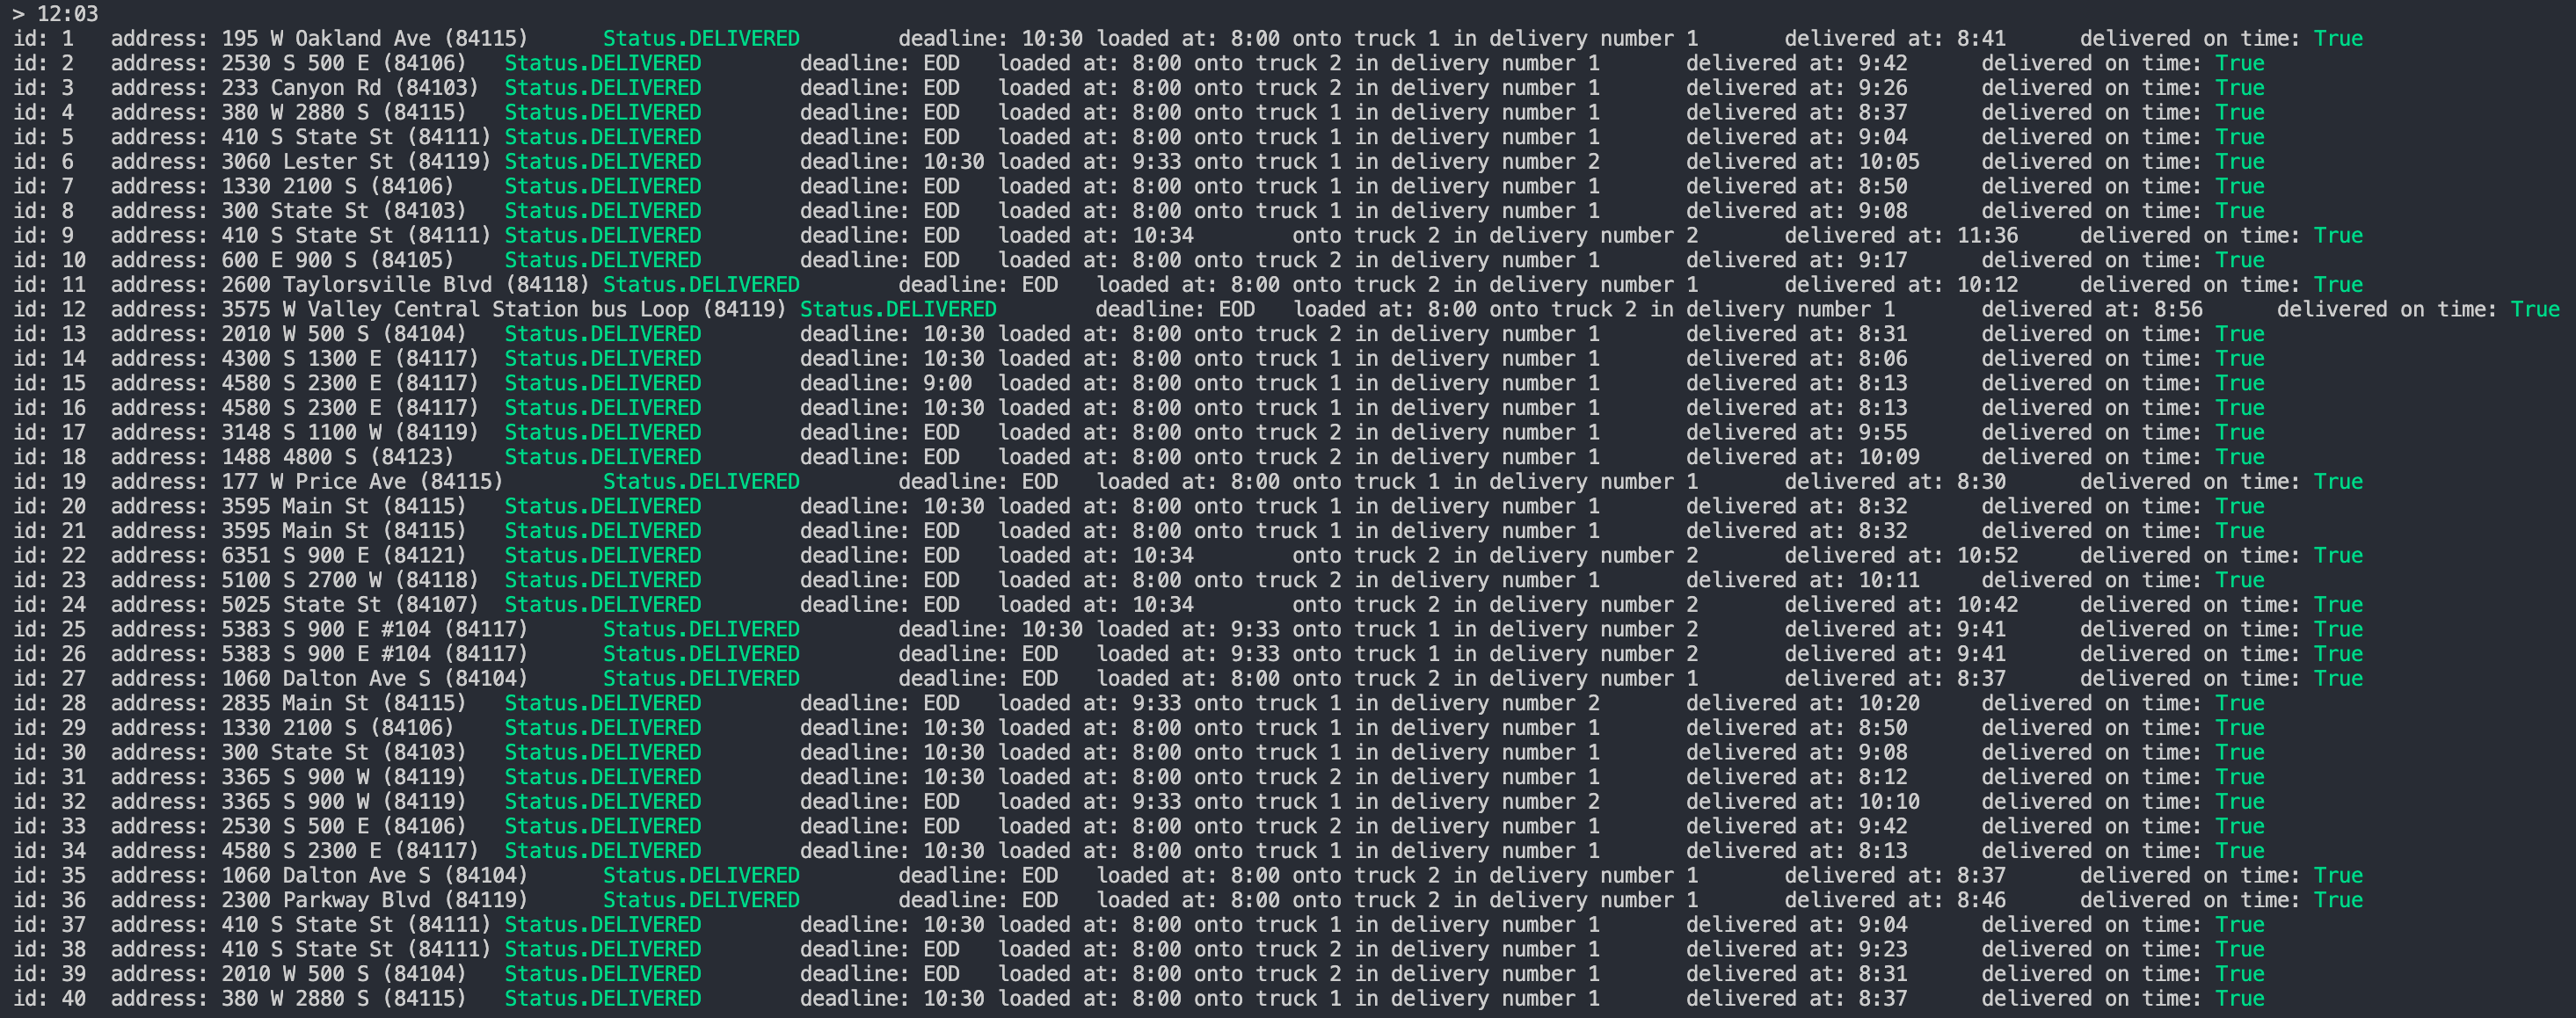 > 12:03
id: 1 address: 195 W Oakland Ave (84115) Status.DELIVERED deadline: 10:30 loaded at: 8:00 onto truck 1 in delivery number 1 delivered at: 8:41 delivered on time: True
id: 2 address: 2530 S 500 E (84106) Status.DELIVERED deadline: EOD loaded at: 8:00 onto truck 2 in delivery number 1 delivered at: 9:42 delivered on time: True
id: 3 address: 233 Canyon Rd (84103) Status.DELIVERED deadline: EOD loaded at: 8:00 onto truck 2 in delivery number 1 delivered at: 9:26 delivered on time: True
id: 4 address: 380 W 2880 S (84115) Status.DELIVERED deadline: EOD loaded at: 8:00 onto truck 1 in delivery number 1 delivered at: 8:37 delivered on time: True
id: 5 address: 410 S State St (84111) Status.DELIVERED deadline: EOD loaded at: 8:00 onto truck 1 in delivery number 1 delivered at: 9:04 delivered on time: True
id: 6 address: 3060 Lester St (84119) Status.DELIVERED deadline: 10:30 loaded at: 9:33 onto truck 1 in delivery number 2 delivered at: 10:05 delivered on time: True
id: 7 address: 1330 2100 S (84106) Status.DELIVERED deadline: EOD loaded at: 8:00 onto truck 1 in delivery number 1 delivered at: 8:50 delivered on time: True
id: 8 address: 300 State St (84103) Status.DELIVERED deadline: EOD loaded at: 8:00 onto truck 1 in delivery number 1 delivered at: 9:08 delivered on time: True
id: 9 address: 410 S State St (84111) Status.DELIVERED deadline: EOD loaded at: 10:34 onto truck 2 in delivery number 2 delivered at: 11:36 delivered on time: True
id: 10 address: 600 E 900 S (84105) Status.DELIVERED deadline: EOD loaded at: 8:00 onto truck 2 in delivery number 1 delivered at: 9:17 delivered on time: True
id: 11 address: 2600 Taylorsville Blvd (84118) Status.DELIVERED deadline: EOD loaded at: 8:00 onto truck 2 in delivery number 1 delivered at: 10:12 delivered on time: True
id: 12 address: 3575 W Valley Central Station bus Loop (84119) Status.DELIVERED deadline: EOD loaded at: 8:00 onto truck 2 in delivery number 1 delivered at: 8:56 delivered on time: True
id: 13 address: 2010 W 500 S (84104) Status.DELIVERED deadline: 10:30 loaded at: 8:00 onto truck 2 in delivery number 1 delivered at: 8:31 delivered on time: True
id: 14 address: 4300 S 1300 E (84117) Status.DELIVERED deadline: 10:30 loaded at: 8:00 onto truck 1 in delivery number 1 delivered at: 8:06 delivered on time: True
id: 15 address: 4580 S 2300 E (84117) Status.DELIVERED deadline: 9:00 loaded at: 8:00 onto truck 1 in delivery number 1 delivered at: 8:13 delivered on time: True
id: 16 address: 4580 S 2300 E (84117) Status.DELIVERED deadline: 10:30 loaded at: 8:00 onto truck 1 in delivery number 1 delivered at: 8:13 delivered on time: True
id: 17 address: 3148 S 1100 W (84119) Status.DELIVERED deadline: EOD loaded at: 8:00 onto truck 2 in delivery number 1 delivered at: 9:55 delivered on time: True
id: 18 address: 1488 4800 S (84123) Status.DELIVERED deadline: EOD loaded at: 8:00 onto truck 2 in delivery number 1 delivered at: 10:09 delivered on time: True
id: 19 address: 177 W Price Ave (84115) Status.DELIVERED deadline: EOD loaded at: 8:00 onto truck 1 in delivery number 1 delivered at: 8:30 delivered on time: True
id: 20 address: 3595 Main St (84115) Status.DELIVERED deadline: 10:30 loaded at: 8:00 onto truck 1 in delivery number 1 delivered at: 8:32 delivered on time: True
id: 21 address: 3595 Main St (84115) Status.DELIVERED deadline: EOD loaded at: 8:00 onto truck 1 in delivery number 1 delivered at: 8:32 delivered on time: True
id: 22 address: 6351 S 900 E (84121) Status.DELIVERED deadline: EOD loaded at: 10:34 onto truck 2 in delivery number 2 delivered at: 10:52 delivered on time: True
id: 23 address: 5100 S 2700 W (84118) Status.DELIVERED deadline: EOD loaded at: 8:00 onto truck 2 in delivery number 1 delivered at: 10:11 delivered on time: True
id: 24 address: 5025 State St (84107) Status.DELIVERED deadline: EOD loaded at: 10:34 onto truck 2 in delivery number 2 delivered at: 10:42 delivered on time: True
id: 25 address: 5383 S 900 E #104 (84117) Status.DELIVERED deadline: 10:30 loaded at: 9:33 onto truck 1 in delivery number 2 delivered at: 9:41 delivered on time: True
id: 26 address: 5383 S 900 E #104 (84117) Status.DELIVERED deadline: EOD loaded at: 9:33 onto truck 1 in delivery number 2 delivered at: 9:41 delivered on time: True
id: 27 address: 1060 Dalton Ave S (84104) Status.DELIVERED deadline: EOD loaded at: 8:00 onto truck 2 in delivery number 1 delivered at: 8:37 delivered on time: True
id: 28 address: 2835 Main St (84115) Status.DELIVERED deadline: EOD loaded at: 9:33 onto truck 1 in delivery number 2 delivered at: 10:20 delivered on time: True
id: 29 address: 1330 2100 S (84106) Status.DELIVERED deadline: 10:30 loaded at: 8:00 onto truck 1 in delivery number 1 delivered at: 8:50 delivered on time: True
id: 30 address: 300 State St (84103) Status.DELIVERED deadline: 10:30 loaded at: 8:00 onto truck 1 in delivery number 1 delivered at: 9:08 delivered on time: True
id: 31 address: 3365 S 900 W (84119) Status.DELIVERED deadline: 10:30 loaded at: 8:00 onto truck 2 in delivery number 1 delivered at: 8:12 delivered on time: True
id: 32 address: 3365 S 900 W (84119) Status.DELIVERED deadline: EOD loaded at: 9:33 onto truck 1 in delivery number 2 delivered at: 10:10 delivered on time: True
id: 33 address: 2530 S 500 E (84106) Status.DELIVERED deadline: EOD loaded at: 8:00 onto truck 2 in delivery number 1 delivered at: 9:42 delivered on time: True
id: 34 address: 4580 S 2300 E (84117) Status.DELIVERED deadline: 10:30 loaded at: 8:00 onto truck 1 in delivery number 1 delivered at: 8:13 delivered on time: True
id: 35 address: 1060 Dalton Ave S (84104) Status.DELIVERED deadline: EOD loaded at: 8:00 onto truck 2 in delivery number 1 delivered at: 8:37 delivered on time: True
id: 36 address: 2300 Parkway Blvd (84119) Status.DELIVERED deadline: EOD loaded at: 8:00 onto truck 2 in delivery number 1 delivered at: 8:46 delivered on time: True
id: 37 address: 410 S State St (84111) Status.DELIVERED deadline: 10:30 loaded at: 8:00 onto truck 1 in delivery number 1 delivered at: 9:04 delivered on time: True
id: 38 address: 410 S State St (84111) Status.DELIVERED deadline: EOD loaded at: 8:00 onto truck 2 in delivery number 1 delivered at: 9:23 delivered on time: True
id: 39 address: 2010 W 500 S (84104) Status.DELIVERED deadline: EOD loaded at: 8:00 onto truck 2 in delivery number 1 delivered at: 8:31 delivered on time: True
id: 40 address: 380 W 2880 S (84115) Status.DELIVERED deadline: 10:30 loaded at: 8:00 onto truck 1 in delivery number 1 delivered at: 8:37 delivered on time: True